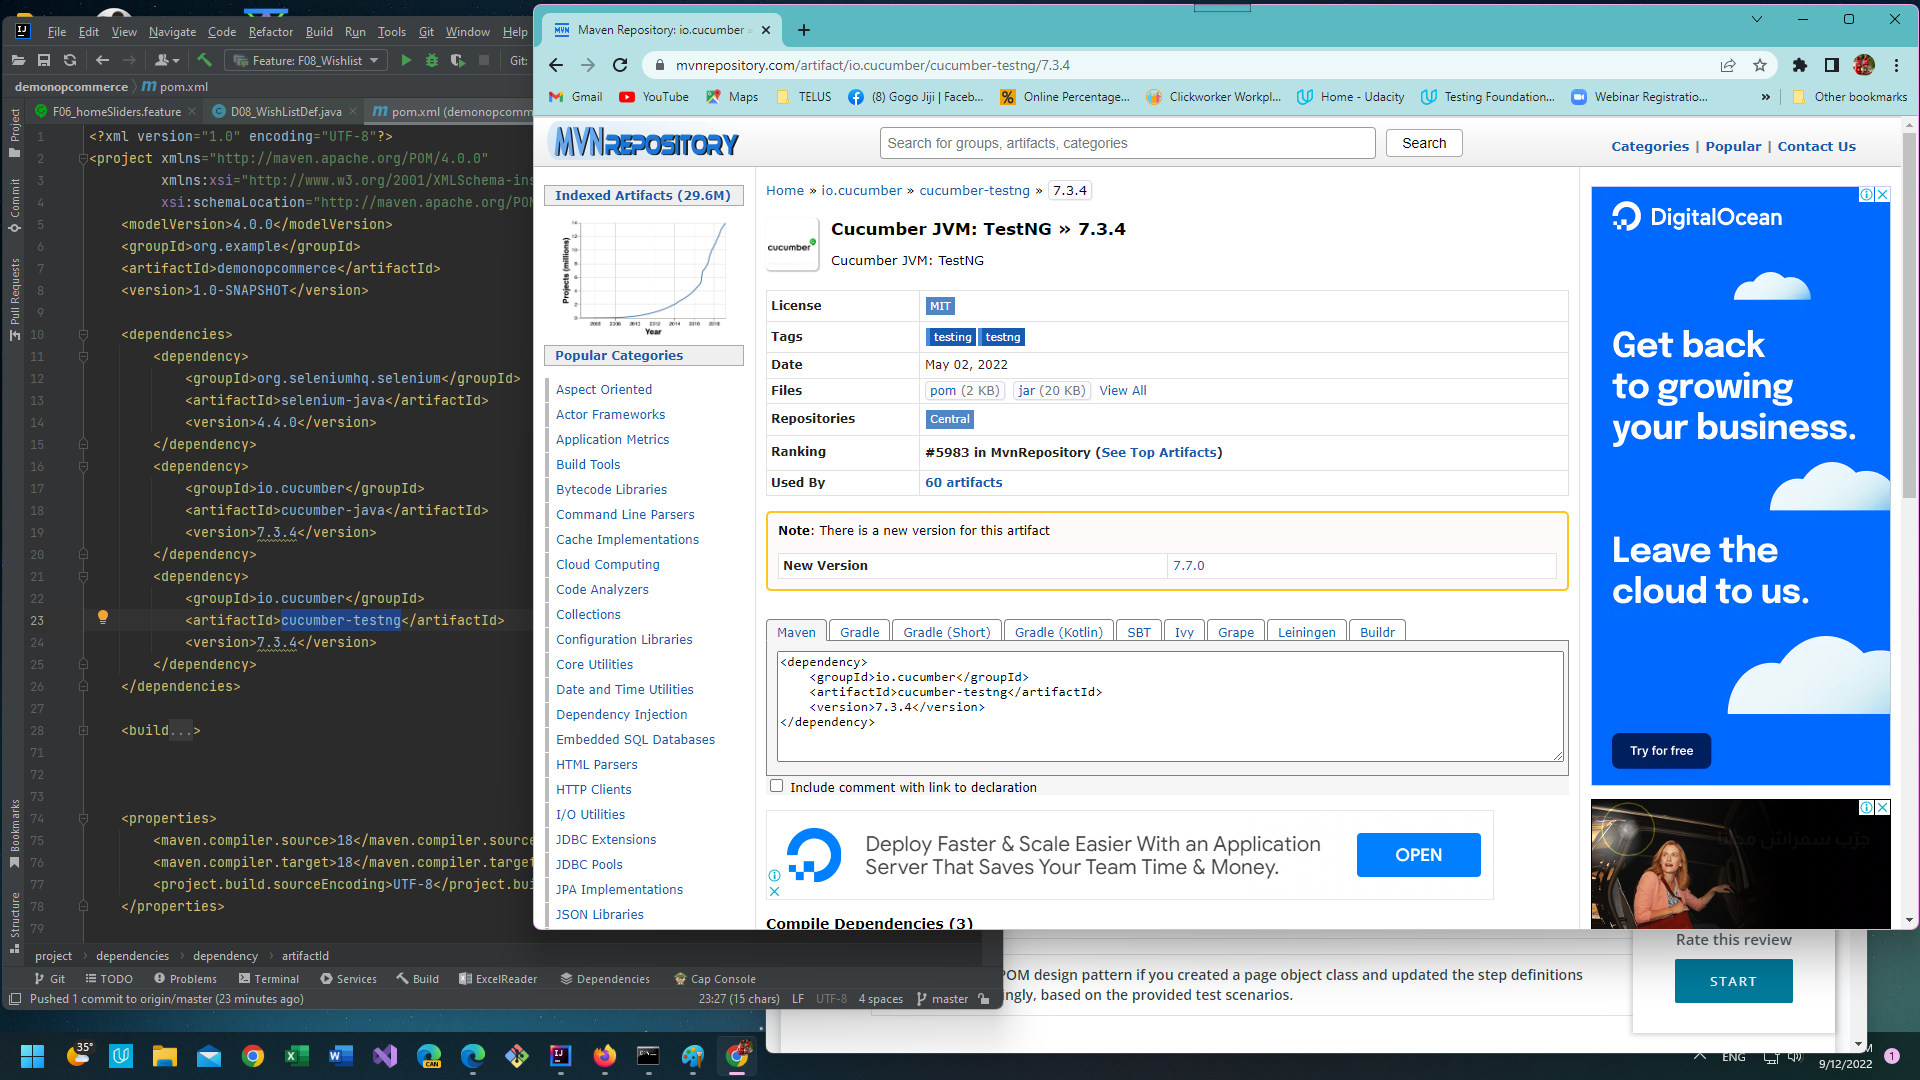 File Edit View Navigate Code Refactor Build Run Tools Git Window Help
Feature: F08_Wishlist
Git:
demonopcommerce pom.xml
F06_homeSliders.feature D08_WishListDef.java pom.xml (demonopcomm
Project
Commit
Pull Requests
Bookmarks
Structure
1 <?xml version="1.0" encoding="UTF-8"?>
2 <project xmlns="http://maven.apache.org/POM/4.0.0"
3 xmlns:xsi="http://www.w3.org/2001/XMLSchema-ins
4 xsi:schemaLocation="http://maven.apache.org/POM
5 <modelVersion>4.0.0</modelVersion>
6 <groupId>org.example</groupId>
7 <artifactId>demonopcommerce</artifactId>
8 <version>1.0-SNAPSHOT</version>
9
10 <dependencies>
11 <dependency>
12 <groupId>org.seleniumhq.selenium</groupId>
13 <artifactId>selenium-java</artifactId>
14 <version>4.4.0</version>
15 </dependency>
16 <dependency>
17 <groupId>io.cucumber</groupId>
18 <artifactId>cucumber-java</artifactId>
19 <version>7.3.4</version>
20 </dependency>
21 <dependency>
22 <groupId>io.cucumber</groupId>
23 <artifactId>cucumber-testng</artifactId>
24 <version>7.3.4</version>
25 </dependency>
26 </dependencies>
27
28 <build...>
71
72
73
74 <properties>
75 <maven.compiler.source>18</maven.compiler.source
76 <maven.compiler.target>18</maven.compiler.target
77 <project.build.sourceEncoding>UTF-8</project.bui
78 </properties>
79
project dependencies dependency artifactId
Git TODO Problems Terminal Services Build ExcelReader Dependencies Cap Console
Pushed 1 commit to origin/master (23 minutes ago) 23:27 (15 chars) LF UTF-8 4 spaces master
Maven Repository: io.cucumber
mvnrepository.com/artifact/io.cucumber/cucumber-testng/7.3.4
Gmail YouTube Maps TELUS (8) Gogo Jiji | Faceb... Online Percentage... Clickworker Workpl... Home - Udacity Testing Foundation... Webinar Registratio... » Other bookmarks
MVNREPOSITORY
Search for groups, artifacts, categories Search
Categories | Popular | Contact Us
Indexed Artifacts (29.6M)
Projects (millions)
Year
Popular Categories
Aspect Oriented
Actor Frameworks
Application Metrics
Build Tools
Bytecode Libraries
Command Line Parsers
Cache Implementations
Cloud Computing
Code Analyzers
Collections
Configuration Libraries
Core Utilities
Date and Time Utilities
Dependency Injection
Embedded SQL Databases
HTML Parsers
HTTP Clients
I/O Utilities
JDBC Extensions
JDBC Pools
JPA Implementations
JSON Libraries
Home » io.cucumber » cucumber-testng » 7.3.4
cucumber
Cucumber JVM: TestNG » 7.3.4
Cucumber JVM: TestNG
License MIT
Tags testing testng
Date May 02, 2022
Files pom (2 KB) jar (20 KB) View All
Repositories Central
Ranking #5983 in MvnRepository (See Top Artifacts)
Used By 60 artifacts
Note: There is a new version for this artifact
New Version 7.7.0
Maven Gradle Gradle (Short) Gradle (Kotlin) SBT Ivy Grape Leiningen Buildr
<dependency>
<groupId>io.cucumber</groupId>
<artifactId>cucumber-testng</artifactId>
<version>7.3.4</version>
</dependency>
Include comment with link to declaration
Deploy Faster & Scale Easier With an Application
Server That Saves Your Team Time & Money.
OPEN
Compile Dependencies (3)
DigitalOcean
Get back
to growing
your business.
Leave the
cloud to us.
Try for free
POM design pattern if you created a page object class and updated the step definitions
ngly, based on the provided test scenarios.
Rate this review
START
35°
CAN
ENG
9/12/2022
1